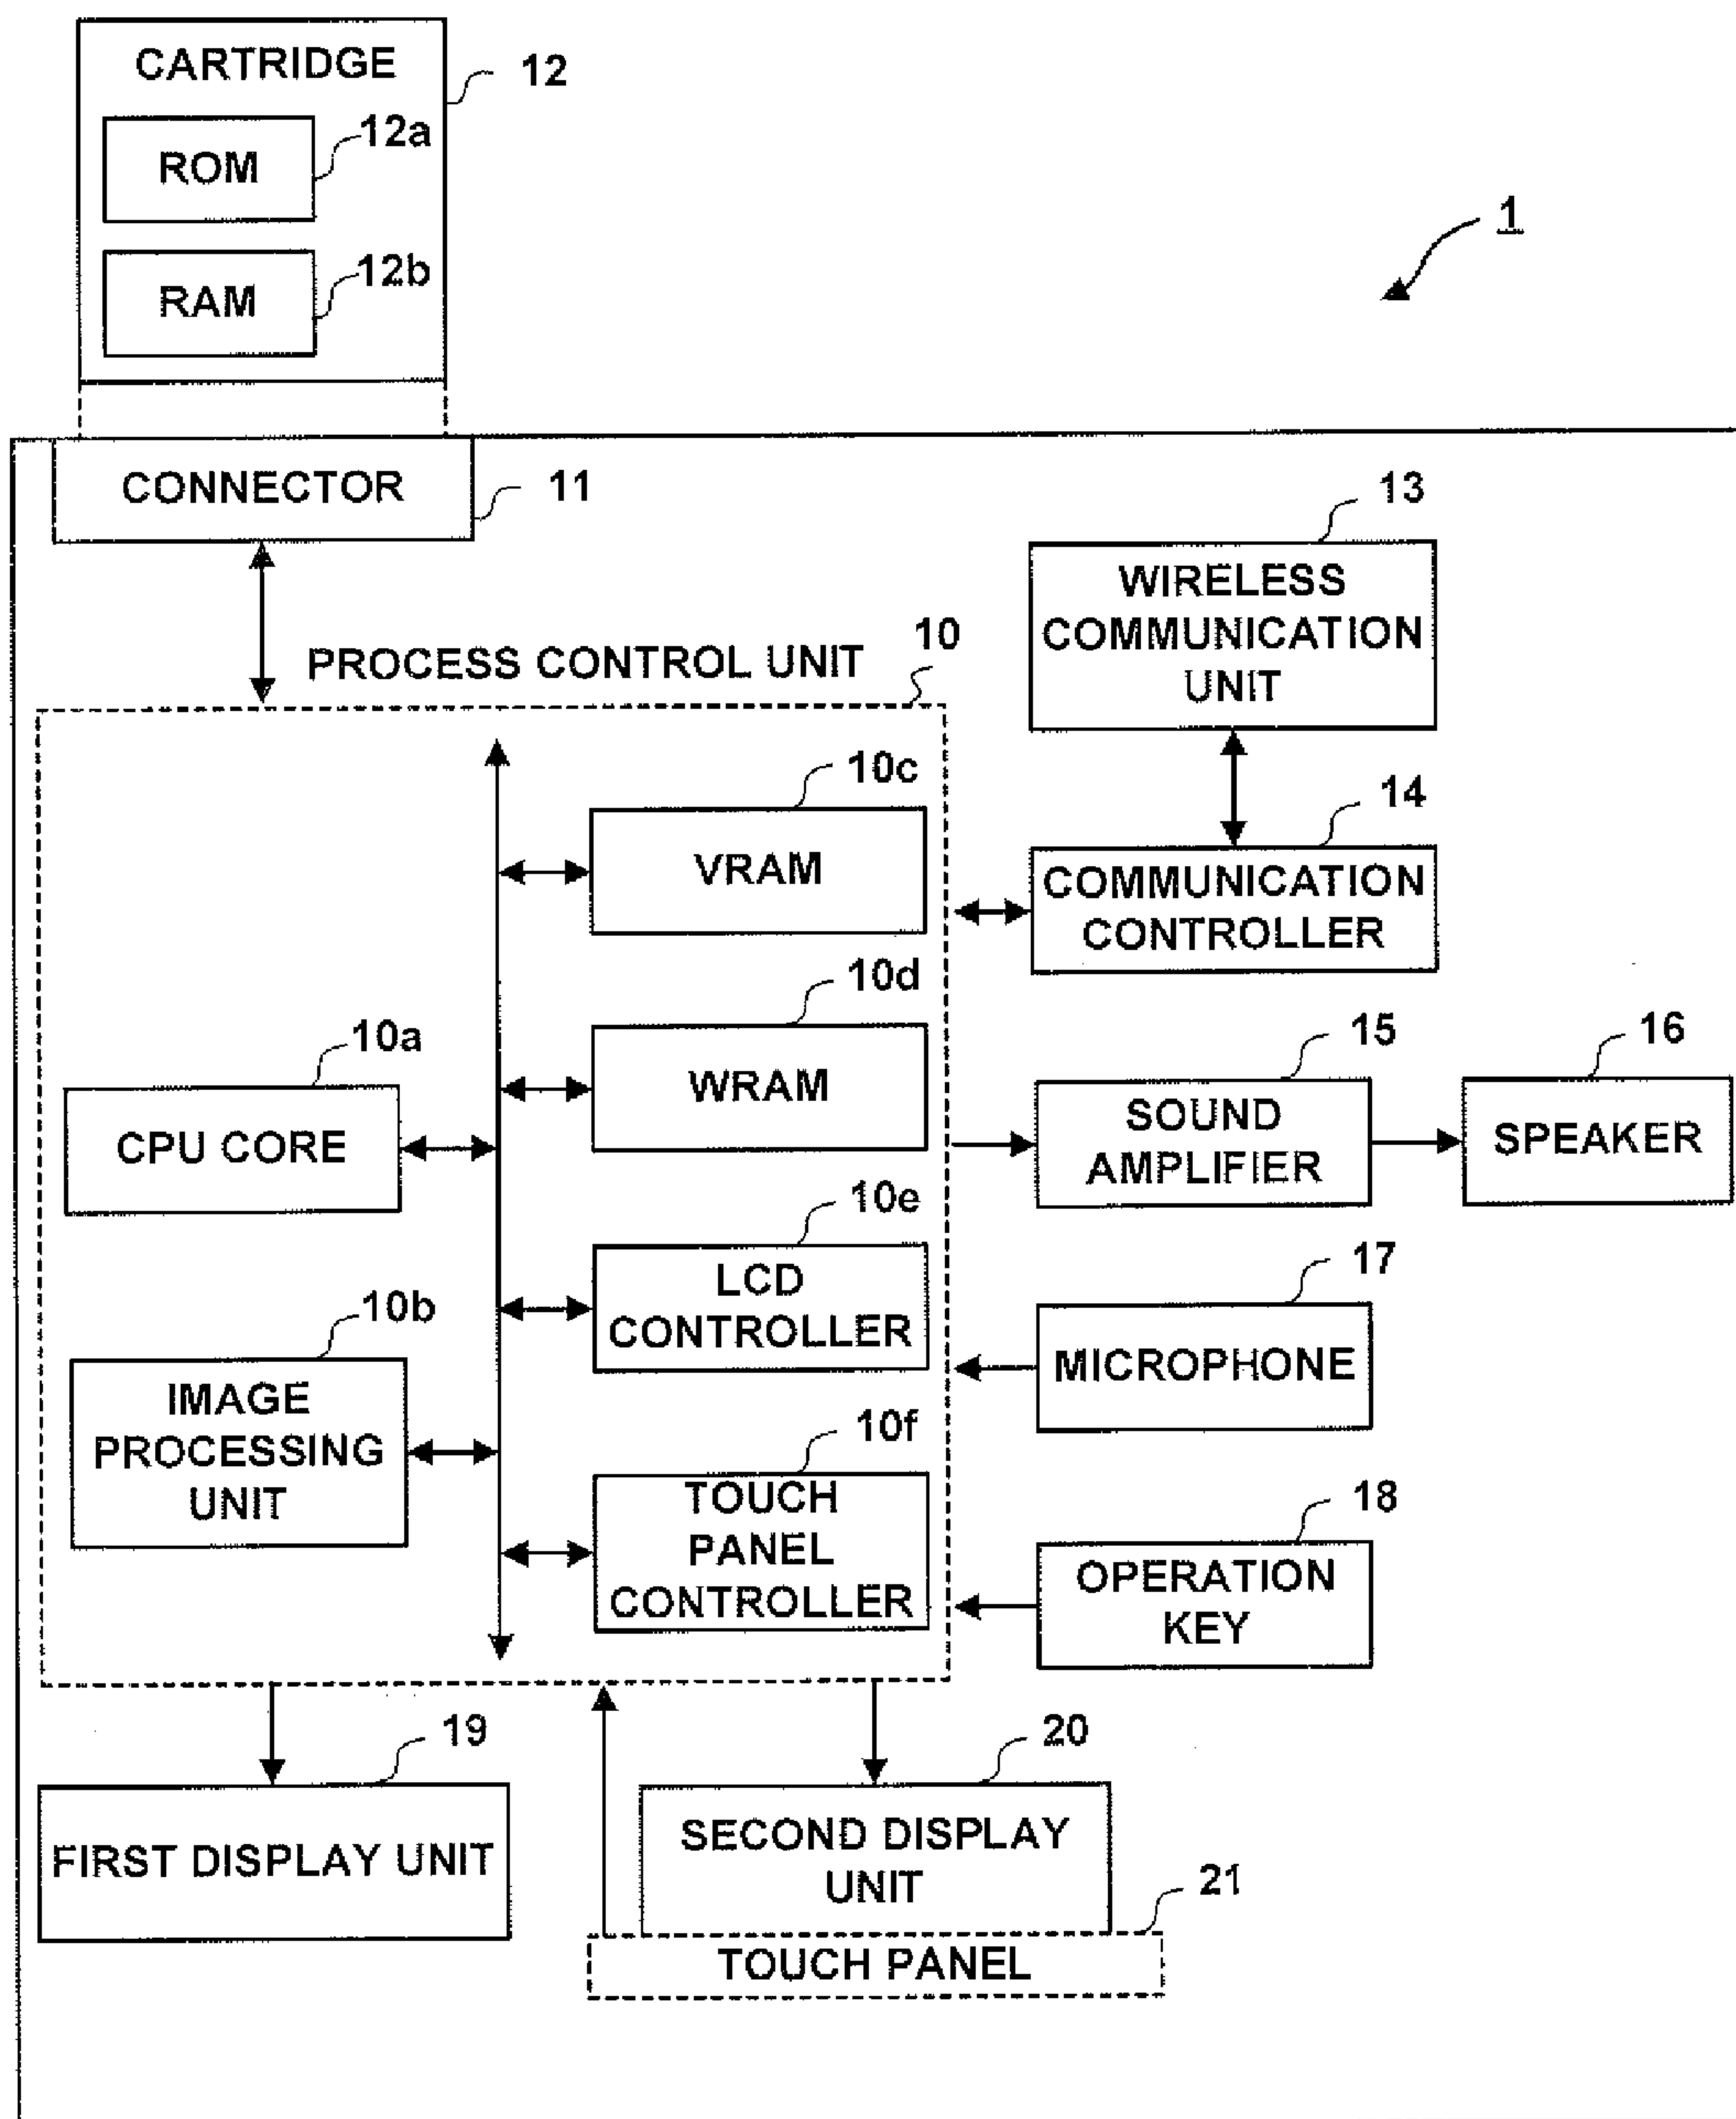 CARTRIDGE
12
ROM
12a
RAM
12b
1
CONNECTOR
11
13
WIRELESS
COMMUNICATION
UNIT
PROCESS CONTROL UNIT
10
10c
VRAM
14
COMMUNICATION
CONTROLLER
10d
WRAM
10a
CPU CORE
15
SOUND
AMPLIFIER
16
SPEAKER
10e
LCD
CONTROLLER
17
MICROPHONE
10b
IMAGE
PROCESSING
UNIT
10f
TOUCH
PANEL
CONTROLLER
18
OPERATION
KEY
19
FIRST DISPLAY UNIT
20
SECOND DISPLAY
UNIT
21
TOUCH PANEL